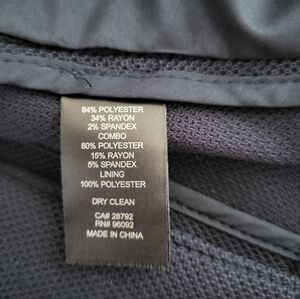 64% POLYESTER
34% RAYON
2% SPANDEX
COMBO
80% POLYESTER
15% RAYON
5% SPANDEX
LINING
100% POLYESTER
DRY CLEAN
CA# 28792
RN# 96092
MADE IN CHINA